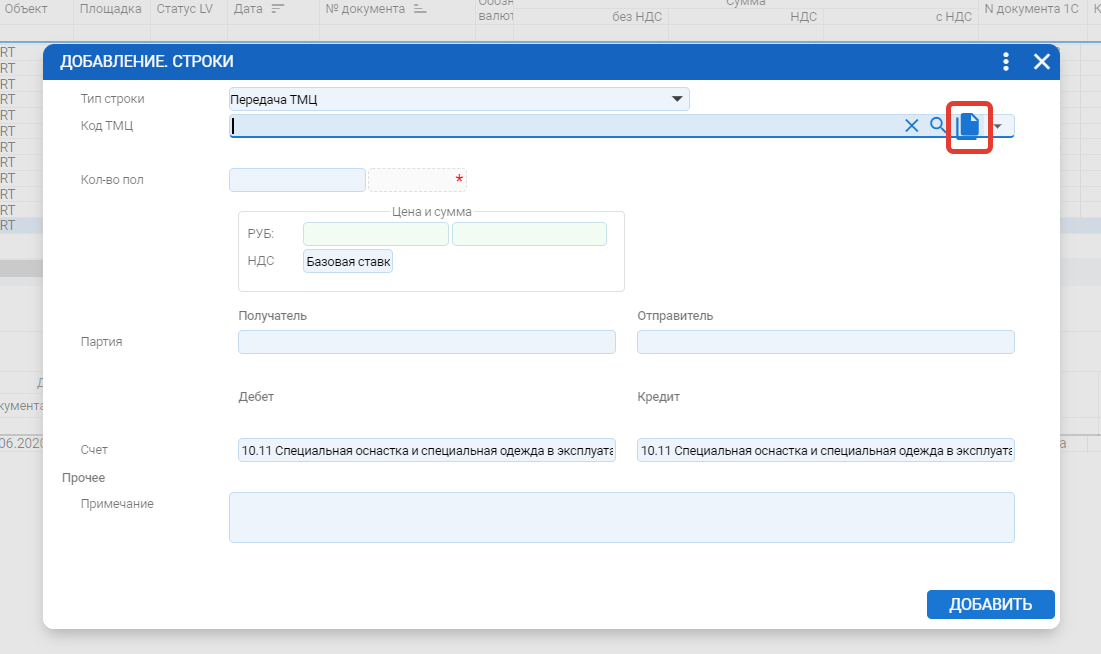 Объект Площадка Статус LV Дата № документа Обозн валют Сумма N документа 1С К
без НДС НДС с НДС
RT
RT
RT
RT
RT
RT
RT
RT
RT
RT
RT
RT
ДОБАВЛЕНИЕ. СТРОКИ
Тип строки Передача ТМЦ
Код ТМЦ
Кол-во пол *
Цена и сумма
РУБ:
НДС Базовая ставк
Получатель Отправитель
Партия
Д
Дебет Кредит
кумента
06.2020 а
Счет 10.11 Специальная оснастка и специальная одежда в эксплуата 10.11 Специальная оснастка и специальная одежда в эксплуата
Прочее
Примечание
ДОБАВИТЬ